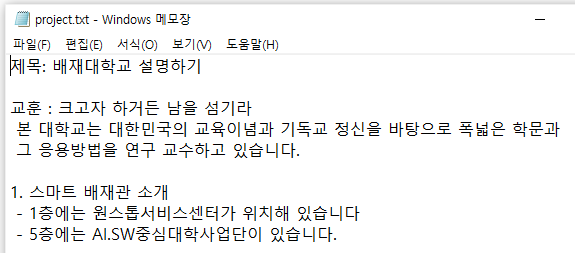 project.txt - Windows 메모장
파일(F) 편집(E) 서식(O) 보기(V) 도움말(H)
제목: 배재대학교 설명하기
교훈 : 크고자 하거든 남을 섬기라
본 대학교는 대한민국의 교육이념과 기독교 정신을 바탕으로 폭넓은 학문과
그 응용방법을 연구 교수하고 있습니다.
1. 스마트 배재관 소개
- 1층에는 원스톱서비스센터가 위치해 있습니다
- 5층에는 AI.SW중심대학사업단이 있습니다.